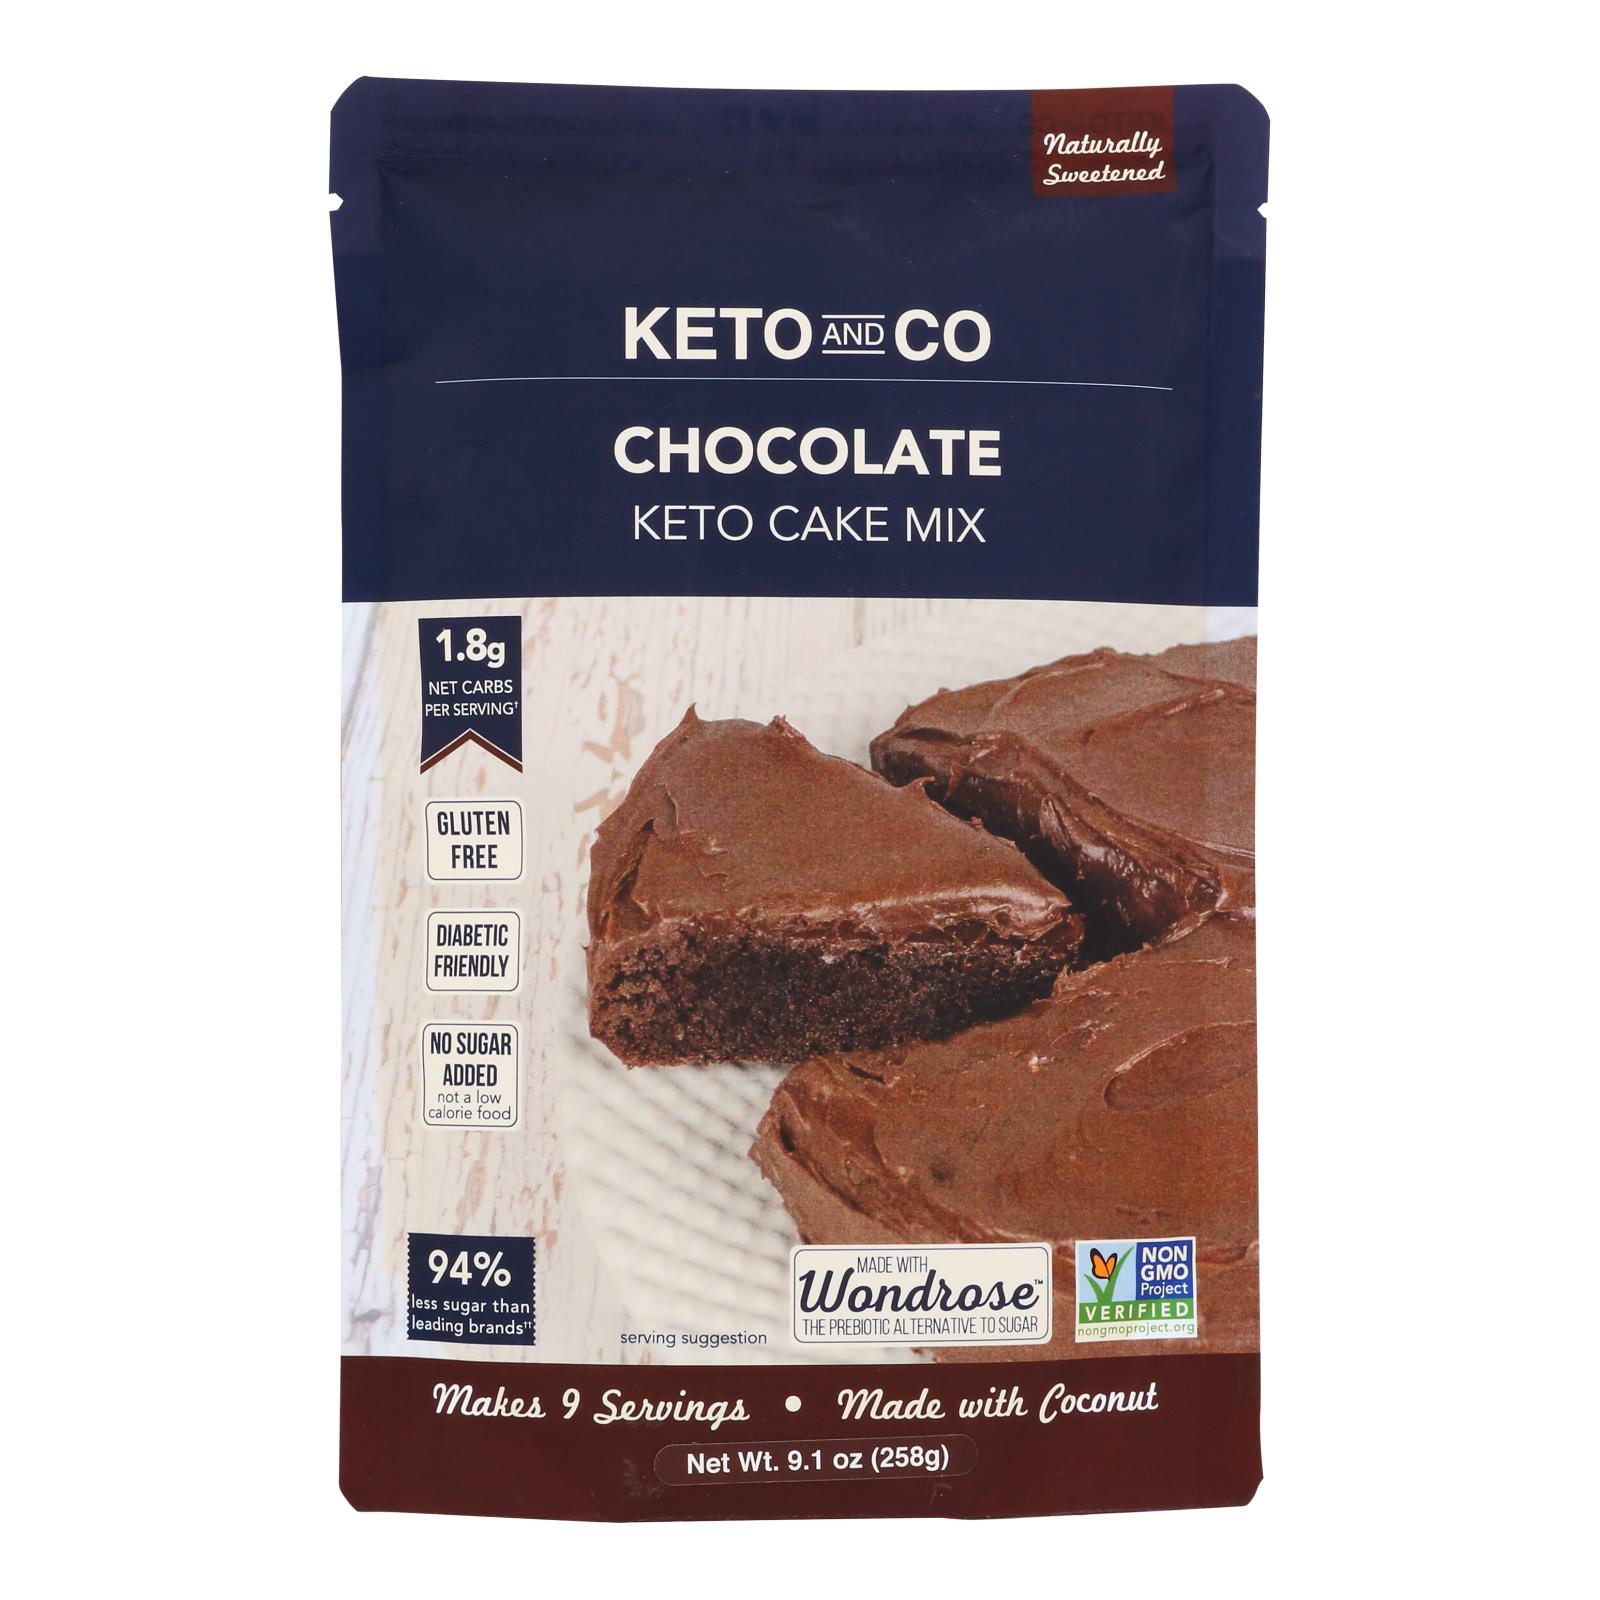 Naturally
Sweetened
KETO AND CO
CHOCOLATE
KETO CAKE MIX
1.8g
NET CARBS
PER SERVING†
GLUTEN
FREE
DIABETIC
FRIENDLY
NO SUGAR
ADDED
not a low
calorie food
94%
less sugar than
leading brands††
serving suggestion
MADE WITH
Wondrose™
THE PREBIOTIC ALTERNATIVE TO SUGAR
NON
GMO
Project
VERIFIED
nongmoproject.org
Makes 9 Servings • Made with Coconut
Net Wt. 9.1 oz (258g)